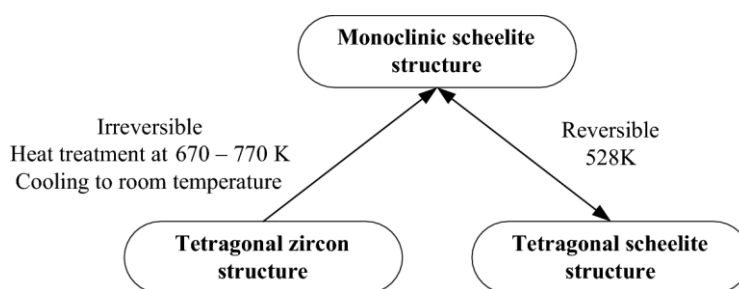 Monoclinic scheelite
structure
Irreversible
Heat treatment at 670 – 770 K
Cooling to room temperature
Reversible
528K
Tetragonal zircon
structure
Tetragonal scheelite
structure